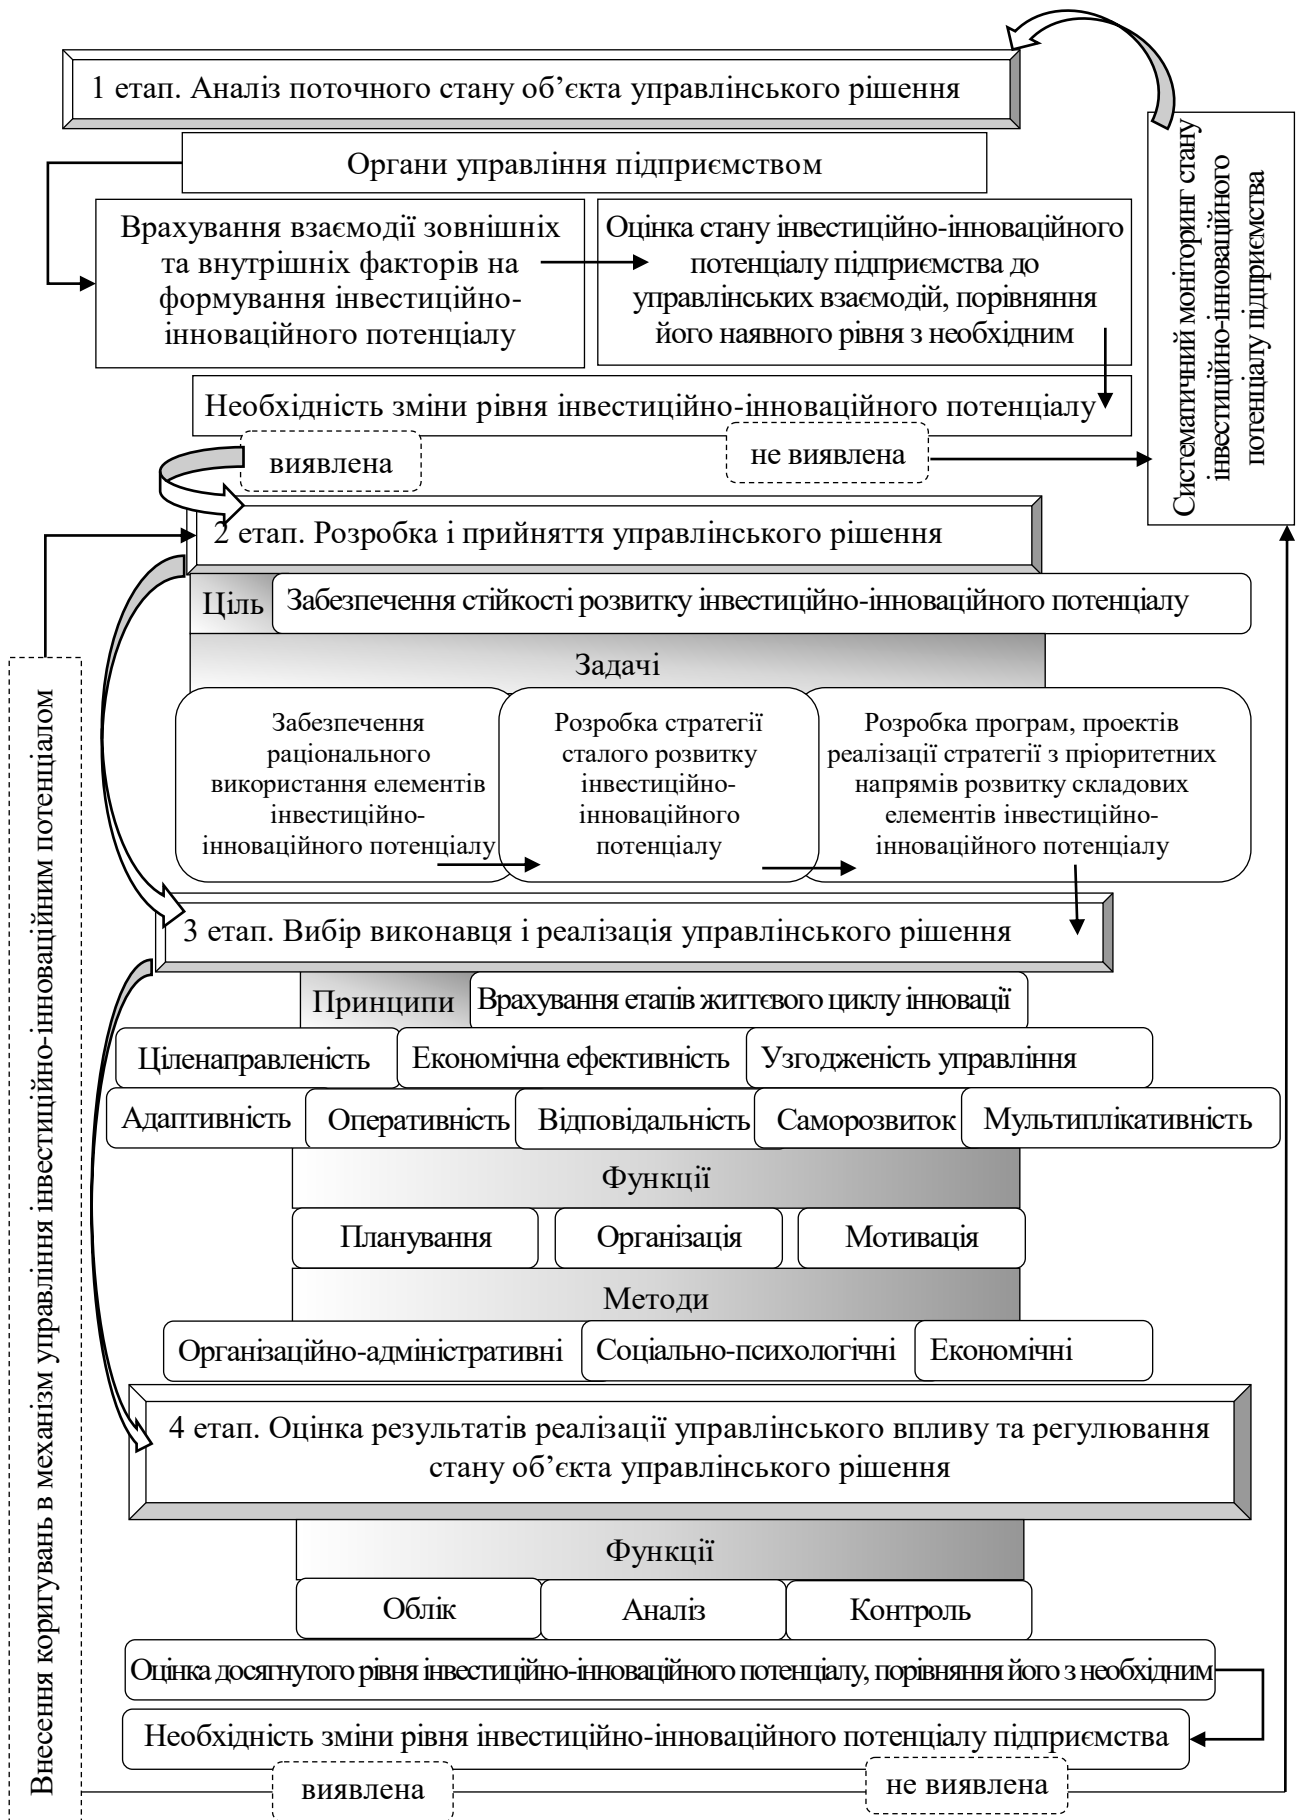 1 етап. Аналіз поточного стану об’єкта управлінського рішення
Органи управління підприємством
Врахування взаємодії зовнішніх
та внутрішніх факторів на
формування інвестиційно-
інноваційного потенціалу
Оцінка стану інвестиційно-інноваційного
потенціалу підприємства до
управлінських взаємодій, порівняння
його наявного рівня з необхідним
Систематичний моніторинг стану
інвестиційно-інноваційного
потенціалу підприємства
Необхідність зміни рівня інвестиційно-інноваційного потенціалу
виявлена
не виявлена
2 етап. Розробка і прийняття управлінського рішення
Ціль
Забезпечення стійкості розвитку інвестиційно-інноваційного потенціалу
Задачі
Забезпечення
раціонального
використання елементів
інвестиційно-
інноваційного потенціалу
Розробка стратегії
сталого розвитку
інвестиційно-
інноваційного
потенціалу
Розробка програм, проектів
реалізації стратегії з пріоритетних
напрямів розвитку складових
елементів інвестиційно-
інноваційного потенціалу
3 етап. Вибір виконавця і реалізація управлінського рішення
Принципи
Врахування етапів життєвого циклу інновації
Ціленаправленість
Економічна ефективність
Узгодженість управління
Адаптивність
Оперативність
Відповідальність
Саморозвиток
Мультиплікативність
Функції
Планування
Організація
Мотивація
Методи
Організаційно-адміністративні
Соціально-психологічні
Економічні
4 етап. Оцінка результатів реалізації управлінського впливу та регулювання
стану об’єкта управлінського рішення
Функції
Облік
Аналіз
Контроль
Оцінка досягнутого рівня інвестиційно-інноваційного потенціалу, порівняння його з необхідним
Необхідність зміни рівня інвестиційно-інноваційного потенціалу підприємства
виявлена
не виявлена
Внесення коригувань в механізм управління інвестиційно-інноваційним потенціалом